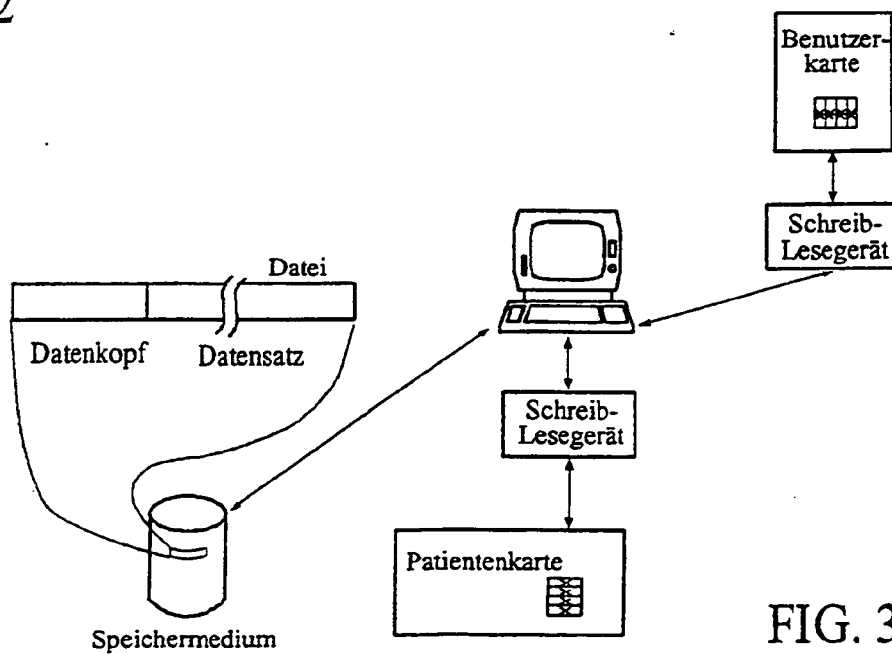 Benutzer-
karte
Schreib-
Lesegerät
Datei
Datenkopf
Datensatz
Schreib-
Lesegerät
Patientenkarte
Speichermedium
FIG. 3